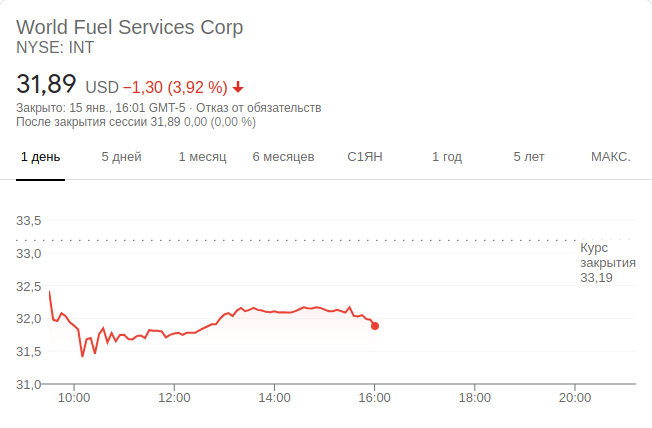 World Fuel Services Corp
NYSE: INT
31,89 USD −1,30 (3,92 %)
Закрыто: 15 янв., 16:01 GMT-5 · Отказ от обязательств
После закрытия сессии 31,89 0,00 (0,00 %)
1 день 5 дней 1 месяц 6 месяцев С1ЯН 1 год 5 лет МАКС.
33,5
33,0
32,5
32,0
31,5
31,0
Курс
закрытия
33,19
10:00 12:00 14:00 16:00 18:00 20:00